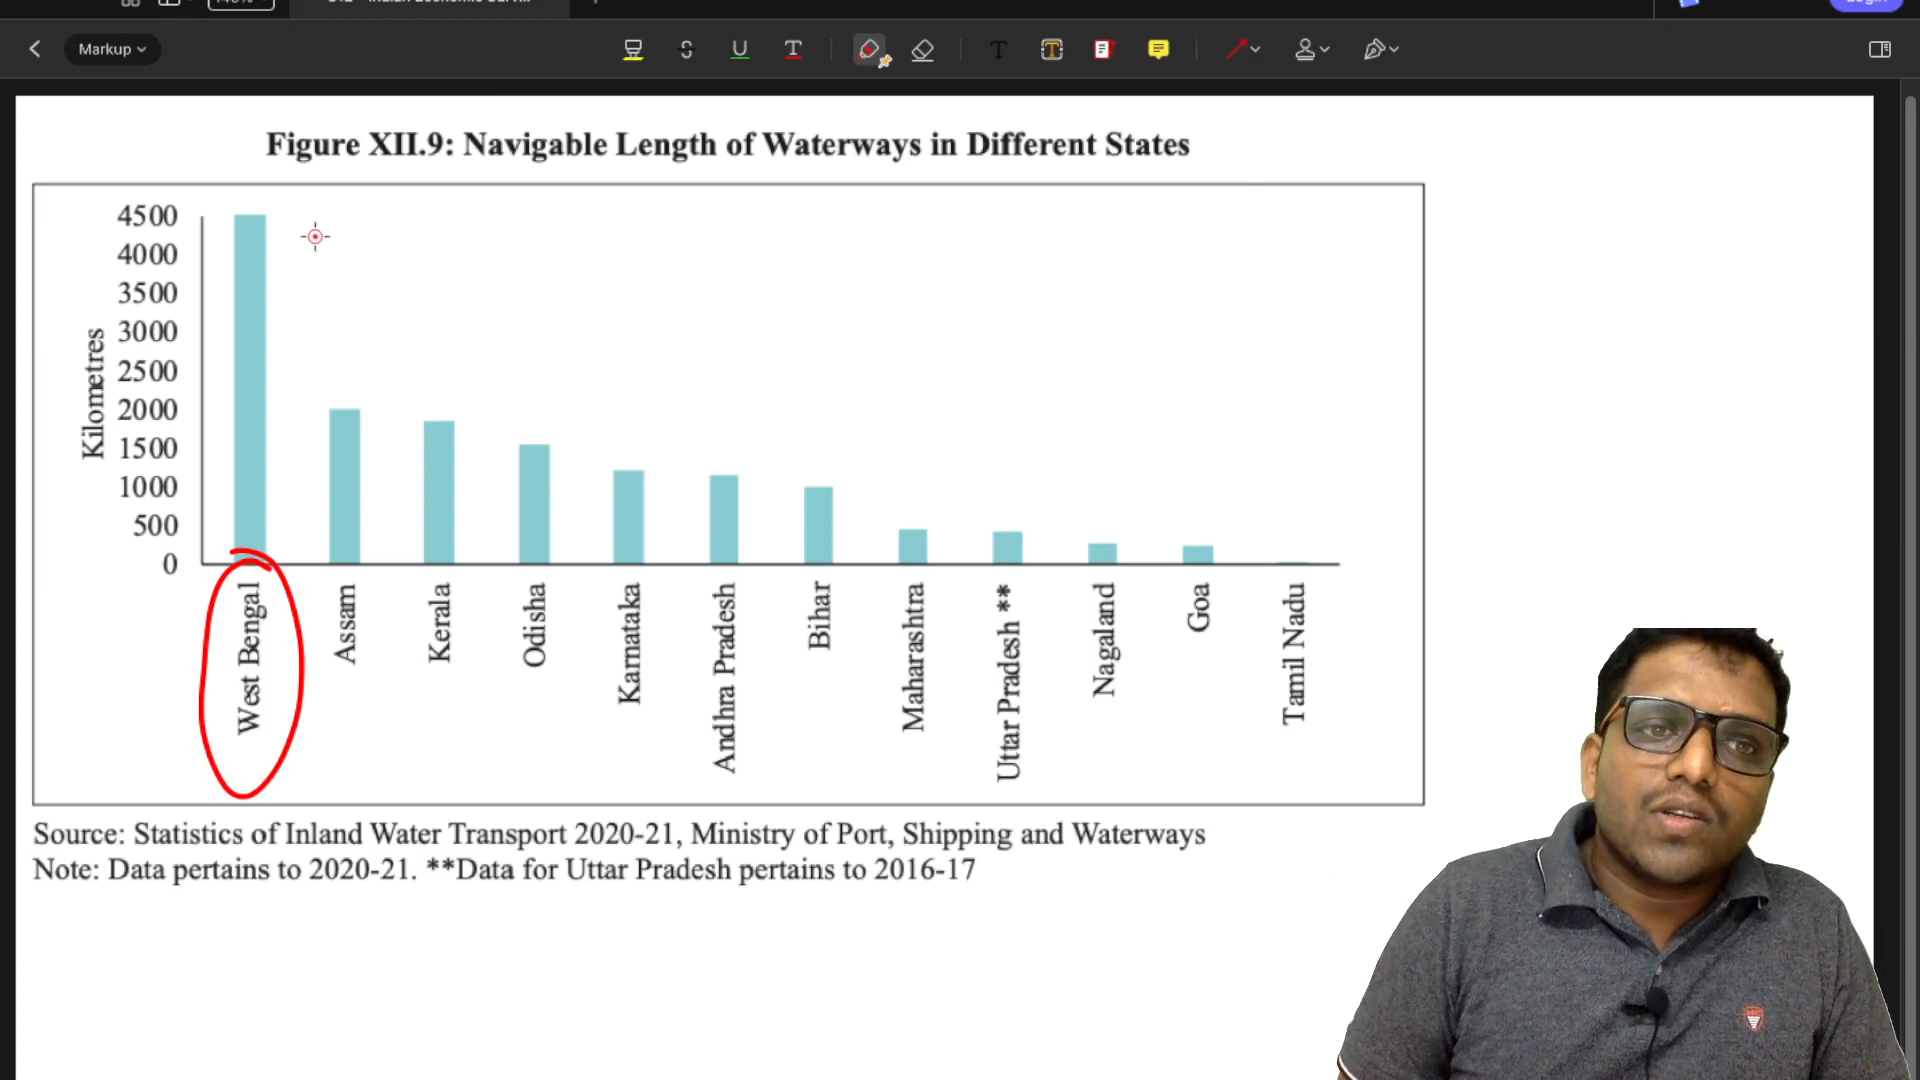 Login
Markup
Figure XII.9: Navigable Length of Waterways in Different States
Kilometres
4500
4000
3500
3000
2500
2000
1500
1000
500
0
West Bengal
Assam
Kerala
Odisha
Karnataka
Andhra Pradesh
Bihar
Maharashtra
Uttar Pradesh **
Nagaland
Goa
Tamil Nadu
Source: Statistics of Inland Water Transport 2020-21, Ministry of Port, Shipping and Waterways
Note: Data pertains to 2020-21. **Data for Uttar Pradesh pertains to 2016-17